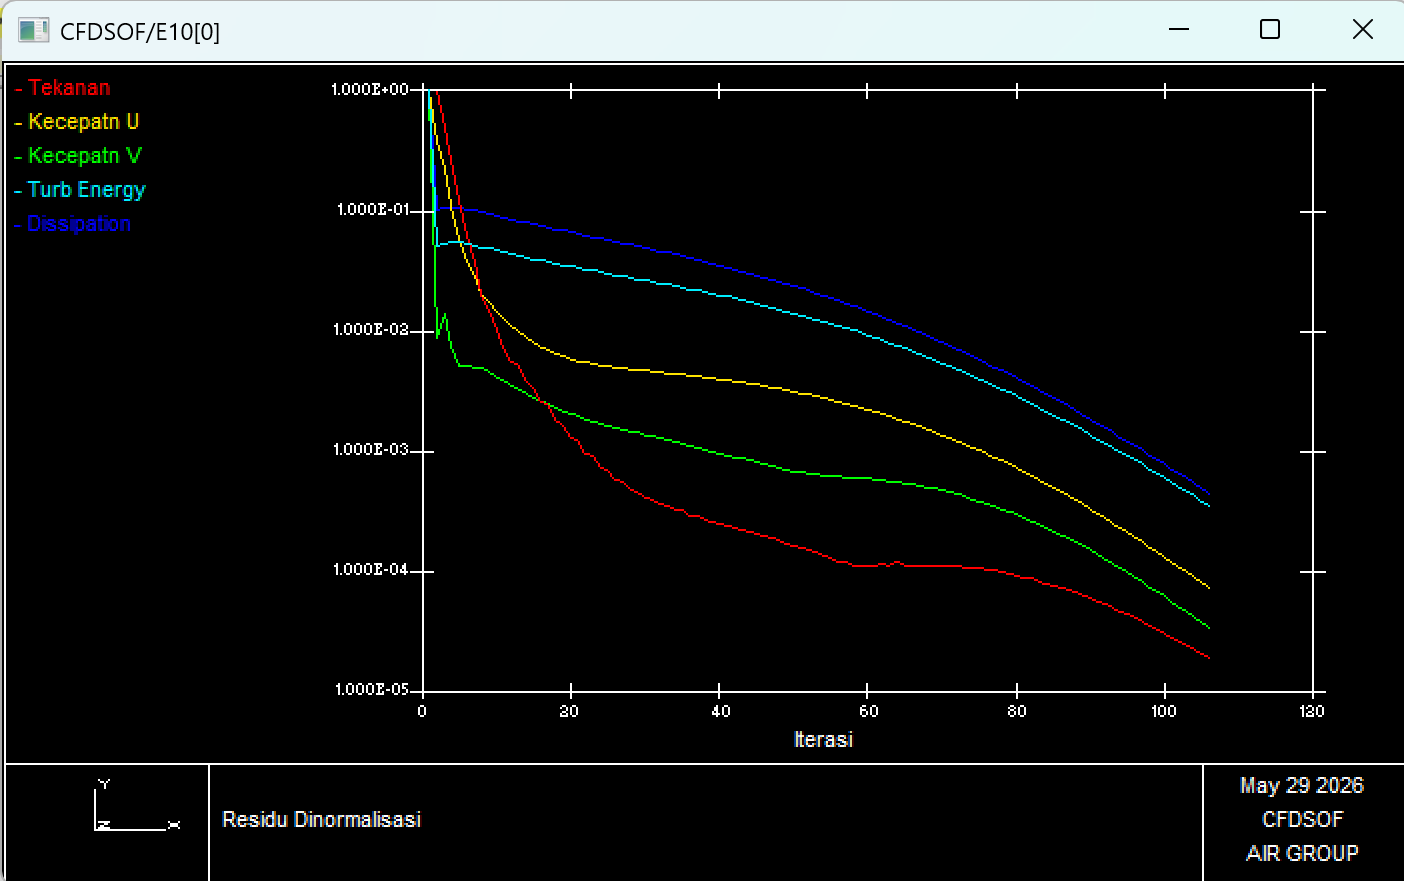 CFDSOF/E10[0]
- Tekanan
- Kecepatn U
- Kecepatn V
- Turb Energy
- Dissipation
1.000E+00
1.000E-01
1.000E-02
1.000E-03
1.000E-04
1.000E-05
0 20 40 60 80 100 120
Iterasi
Y
Z X
Residu Dinormalisasi
May 29 2026
CFDSOF
AIR GROUP